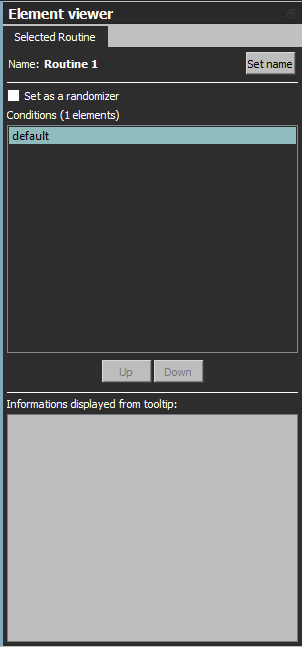 Element viewer
Selected Routine
Name: Routine 1 Set name
Set as a randomizer
Conditions (1 elements)
default
Up Down
Informations displayed from tooltip: